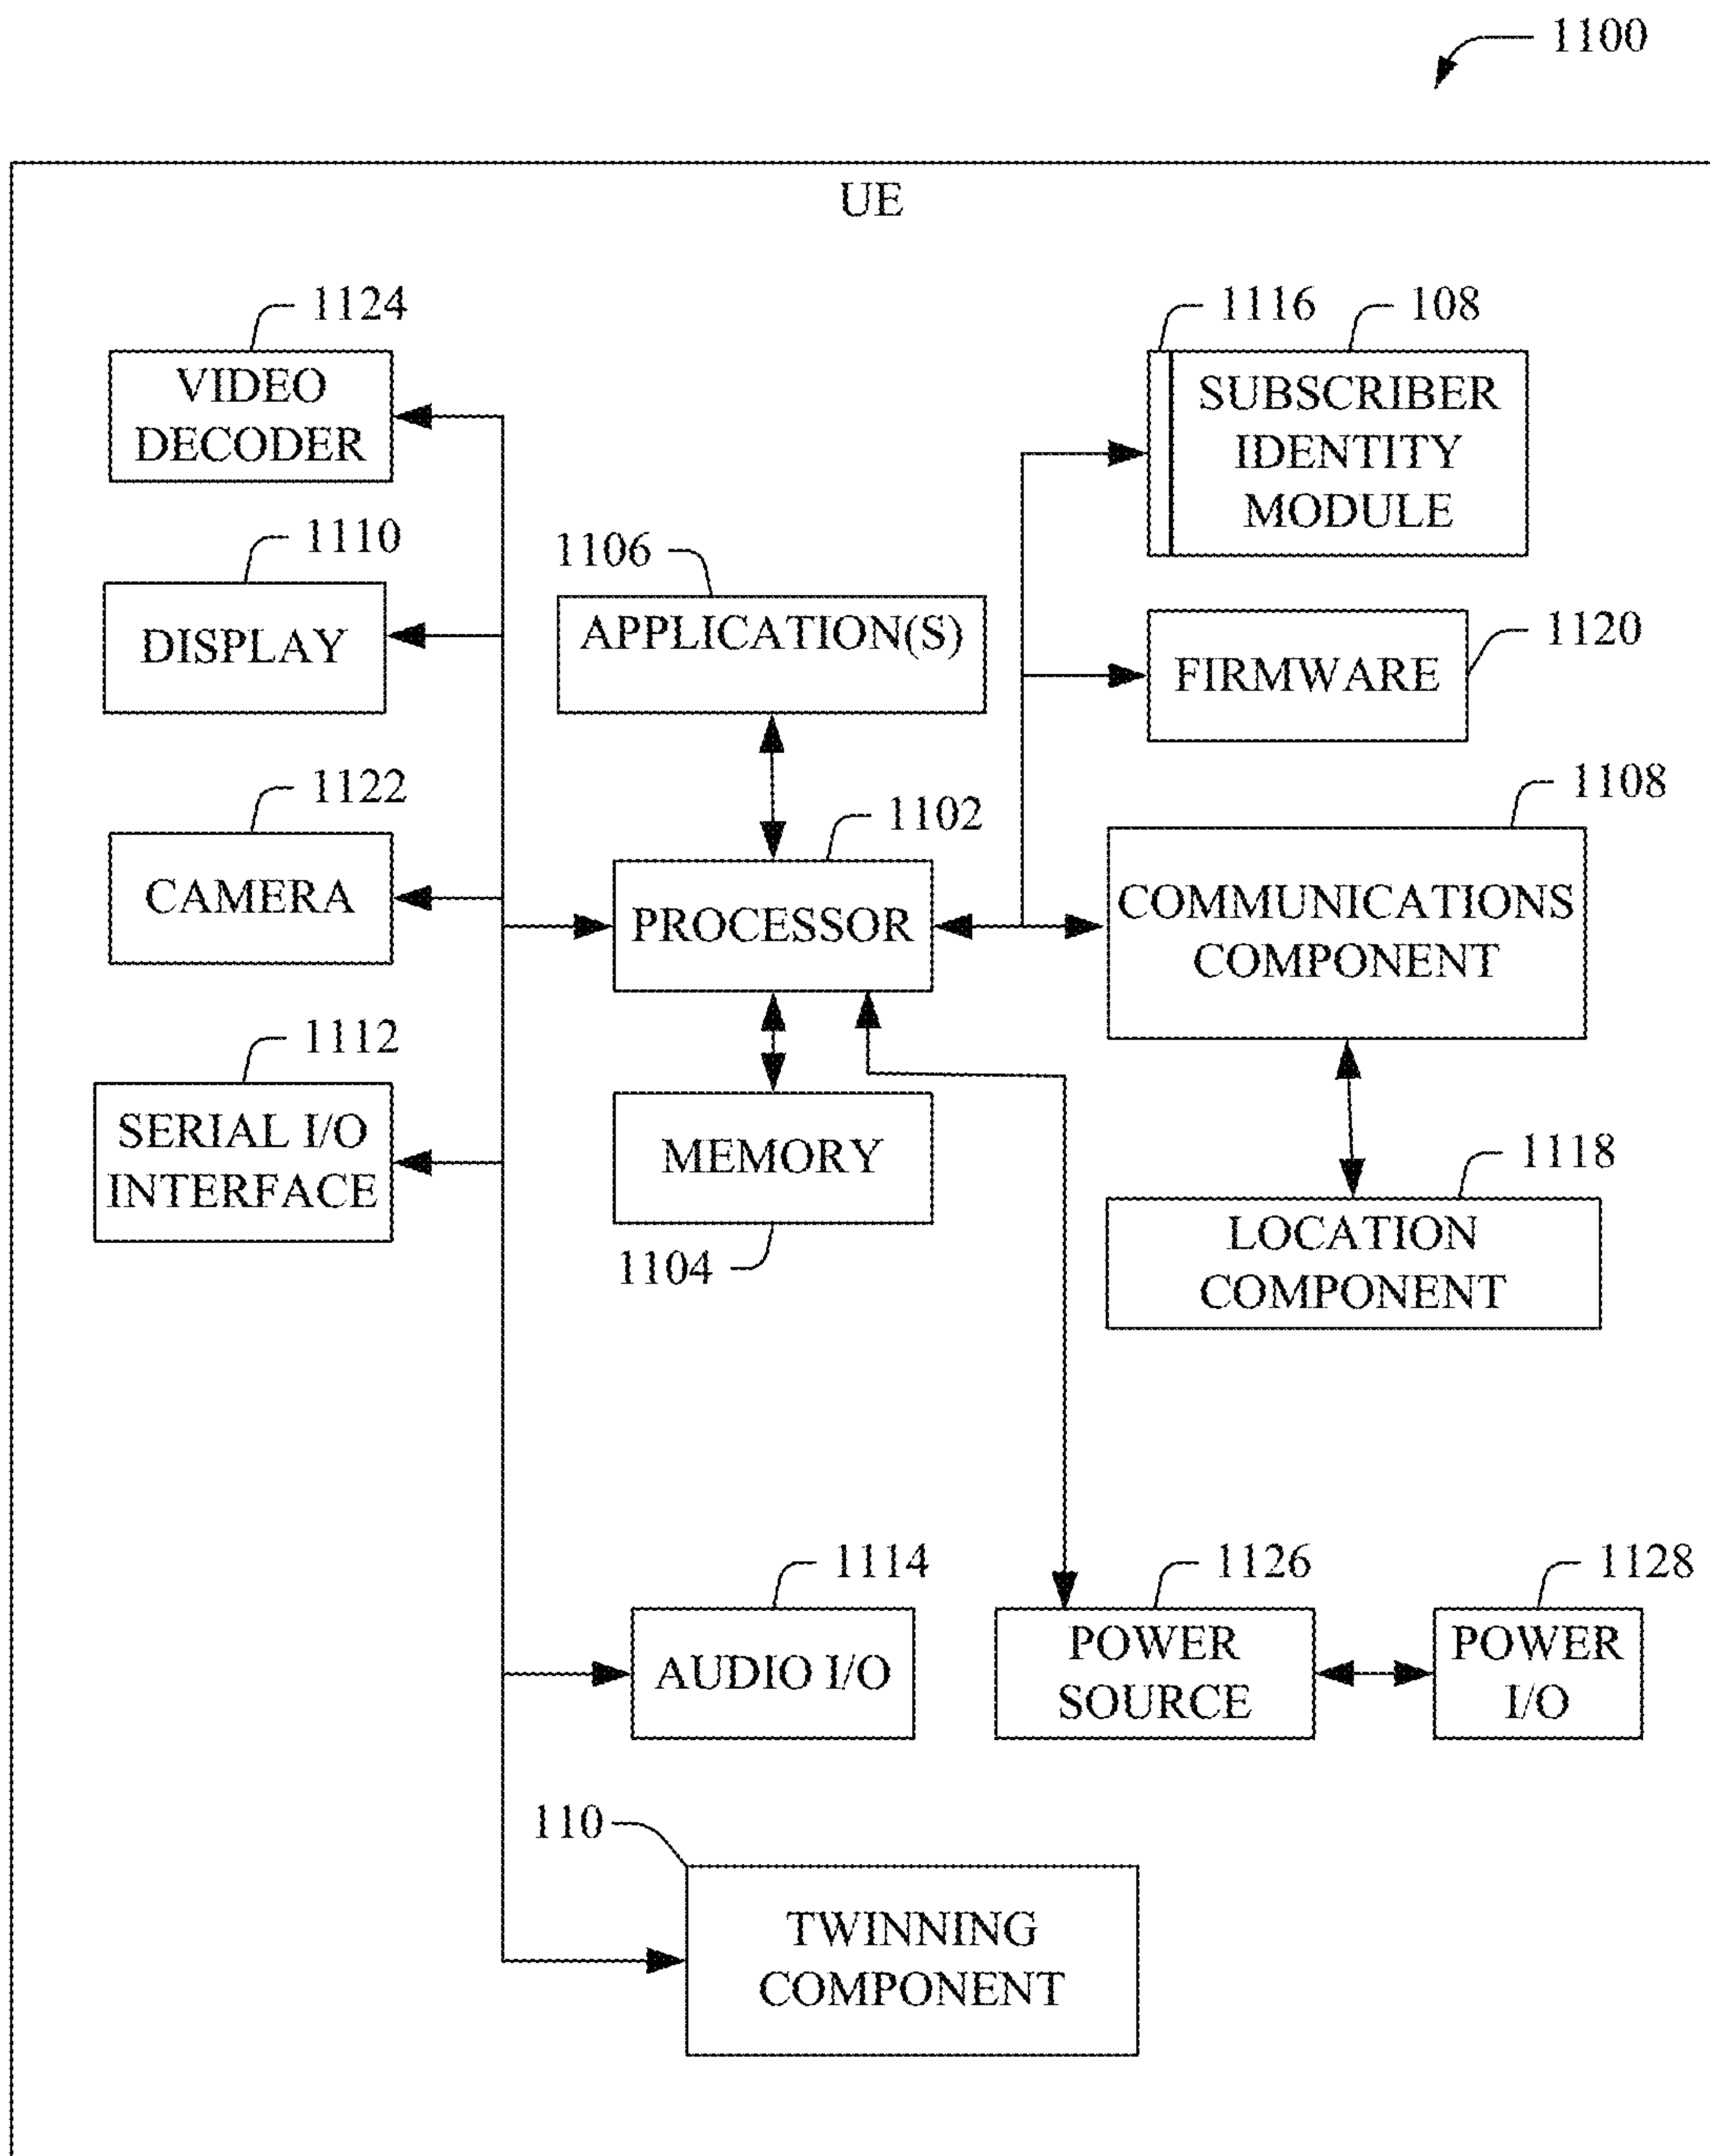 1100
UE
1124
VIDEO
DECODER
1116
108
SUBSCRIBER
IDENTITY
MODULE
1110
DISPLAY
1106
APPLICATION(S)
FIRMWARE
1120
1122
CAMERA
1102
PROCESSOR
1108
COMMUNICATIONS
COMPONENT
1112
SERIAL I/O
INTERFACE
MEMORY
1104
1118
LOCATION
COMPONENT
1114
AUDIO I/O
1126
POWER
SOURCE
1128
POWER
I/O
110
TWINNING
COMPONENT